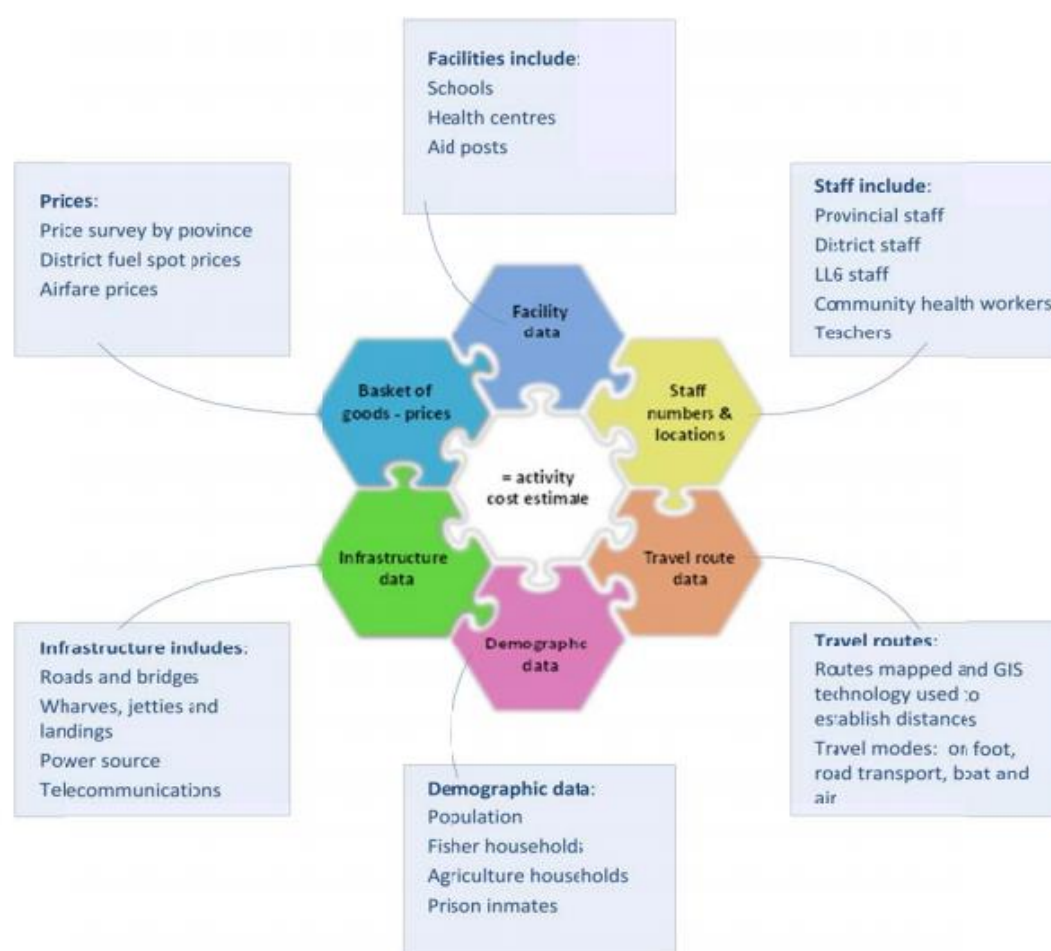 Facilities include:
Schools
Health centres
Aid posts
Prices:
Price survey by province
District fuel spot prices
Airfare prices
Staff include:
Provincial staff
District staff
LLG staff
Community health workers
Teachers
Facility
data
Basket of
goods - prices
Staff
numbers &
locations
= activity
cost estimate
Infrastructure
data
Travel route
data
Demographic
data
Infrastructure includes:
Roads and bridges
Wharves, jetties and
landings
Power source
Telecommunications
Travel routes:
Routes mapped and GIS
technology used to
establish distances
Travel modes: on foot,
road transport, boat and
air
Demographic data:
Population
Fisher households
Agriculture households
Prison inmates